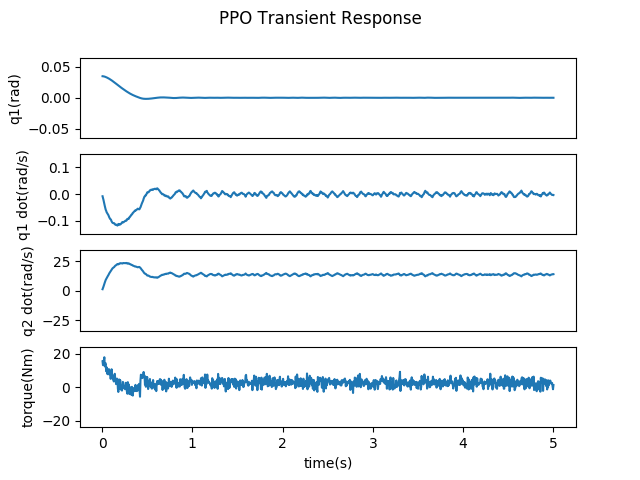 PPO Transient Response
q1(rad)
0.05
0.00
−0.05
q1 dot(rad/s)
0.1
0.0
−0.1
q2 dot(rad/s)
25
0
−25
torque(Nm)
20
0
−20
0 1 2 3 4 5
time(s)